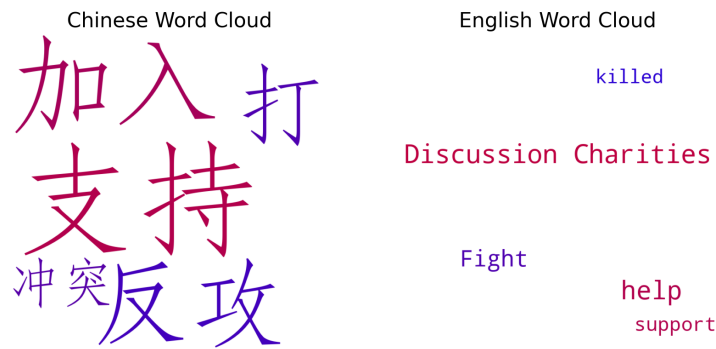 Chinese Word Cloud
加入
打
支持
冲突
反攻
English Word Cloud
killed
Discussion Charities
Fight
help
support